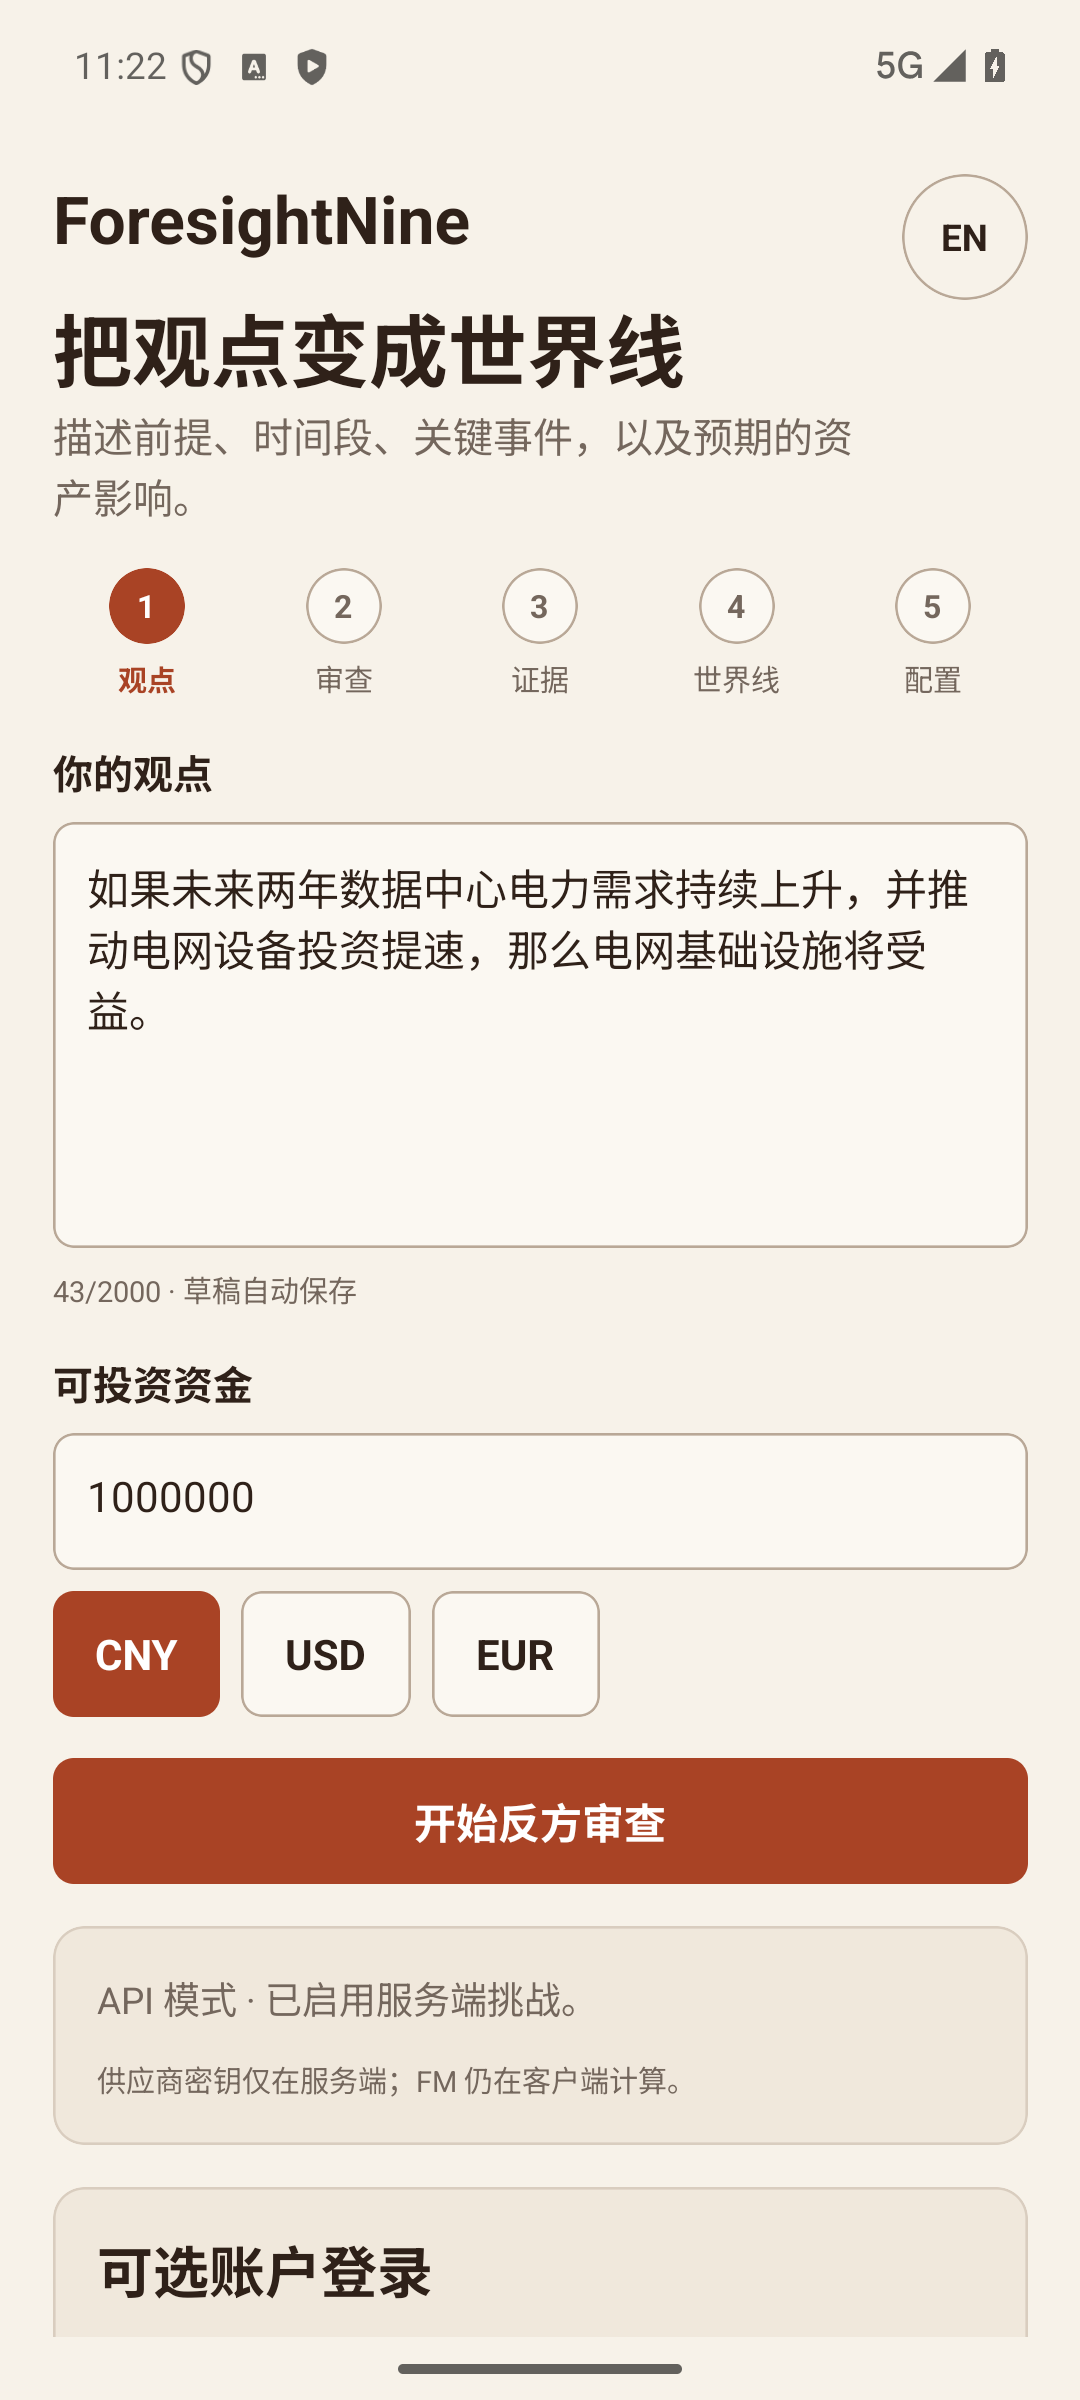 11:22
5G
ForesightNine
EN
把观点变成世界线
描述前提、时间段、关键事件，以及预期的资
产影响。
1
2
3
4
5
观点
审查
证据
世界线
配置
你的观点
如果未来两年数据中心电力需求持续上升，并推
动电网设备投资提速，那么电网基础设施将受
益。
43/2000 · 草稿自动保存
可投资资金
1000000
CNY
USD
EUR
开始反方审查
API 模式 · 已启用服务端挑战。
供应商密钥仅在服务端；FM 仍在客户端计算。
可选账户登录